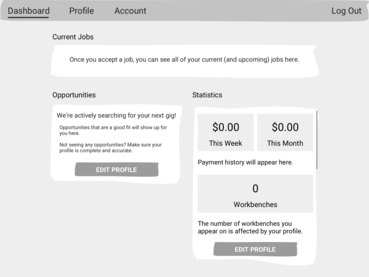 Dashboard Profile Account Log Out
Current Jobs
Once you accept a job, you can see all of your current (and upcoming) jobs here.
Opportunities
We're actively searching for your next gig!
Opportunities that are a good fit will show up for
you here.
Not seeing any opportunities? Make sure your
profile is complete and accurate.
EDIT PROFILE
Statistics
$0.00 $0.00
This Week This Month
Payment history will appear here.
0
Workbenches
The number of workbenches you
appear on is affected by your profile.
EDIT PROFILE